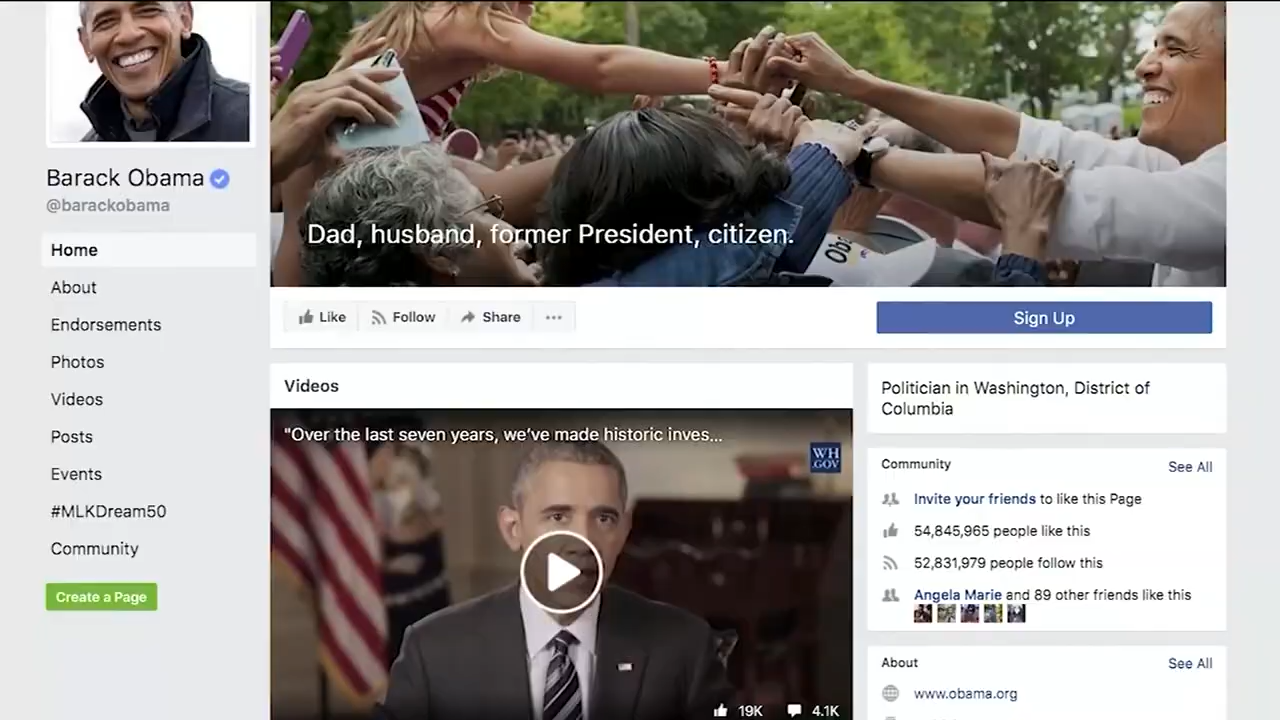 Barack Obama
@barackobama
Home
About
Endorsements
Photos
Videos
Posts
Events
#MLKDream50
Community
Create a Page
Dad, husband, former President, citizen.
Like
Follow
Share
Sign Up
Videos
"Over the last seven years, we've made historic inves...
WH
.GOV
19K
4.1K
Politician in Washington, District of
Columbia
Community
See All
Invite your friends to like this Page
54,845,965 people like this
52,831,979 people follow this
Angela Marie and 89 other friends like this
About
See All
www.obama.org